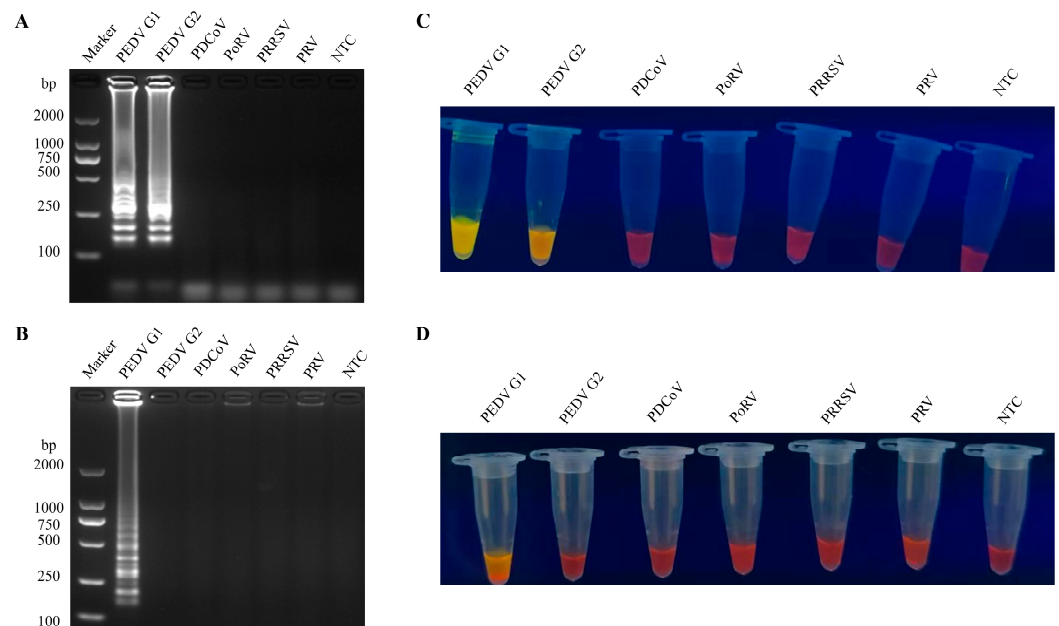 A
Marker PEDV G1 PEDV G2 PDCoV PoRV PRRSV PRV NTC
bp
2000
1000
750
500
250
100
B
Marker PEDV G1 PEDV G2 PDCoV PoRV PRRSV PRV NTC
bp
2000
1000
750
500
250
100
C
PEDV G1 PEDV G2 PDCoV PoRV PRRSV PRV NTC
D
PEDV G1 PEDV G2 PDCoV PoRV PRRSV PRV NTC